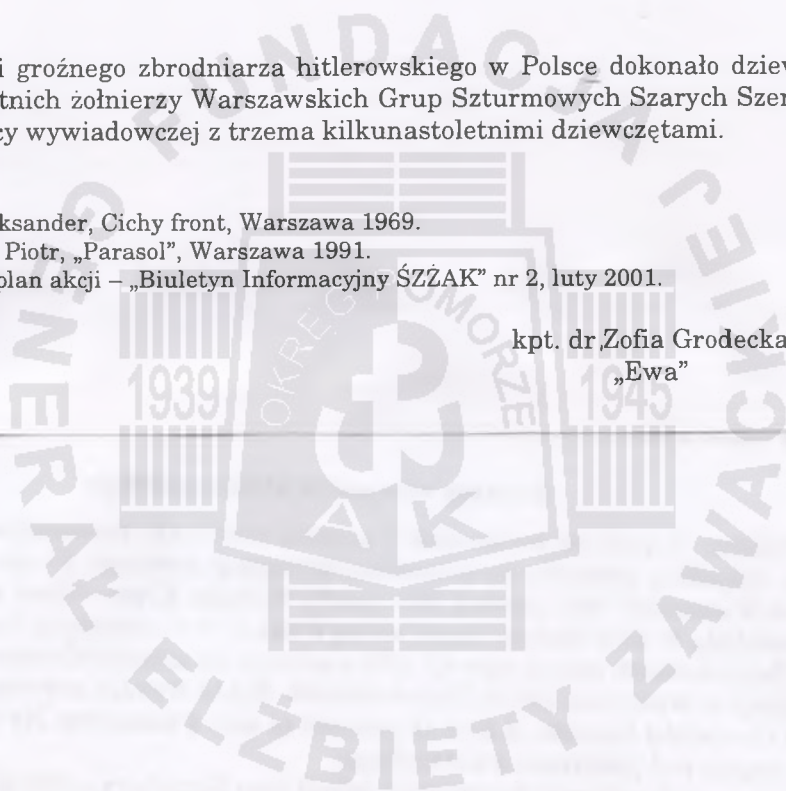 i groźnego zbrodniarza hitlerowskiego w Polsce dokonało dziew
tnich żołnierzy Warszawskich Grup Szturmowych Szarych Szer
cy wywiadowczej z trzema kilkunastoletnimi dziewczętami.
ksander, Cichy front, Warszawa 1969.
Piotr, „Parasol”, Warszawa 1991.
plan akcji – „Biuletyn Informacyjny ŚZŻAK” nr 2, luty 2001.
kpt. dr Zofia Grodecka
„Ewa”
FUNDACJA
GENERAŁ ELŻBIETY ZAWACKIEJ
OKRĘG POMORZE
1939
1945
AK